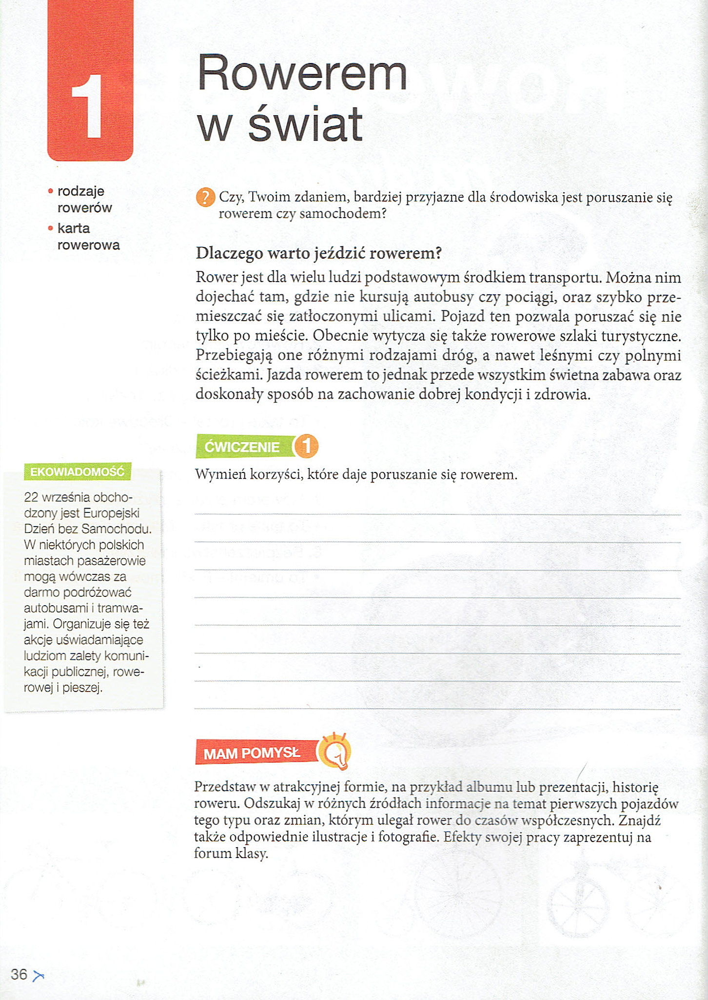 1
Rowerem
w świat
• rodzaje
rowerów
• karta
rowerowa
? Czy, Twoim zdaniem, bardziej przyjazne dla środowiska jest poruszanie się
rowerem czy samochodem?
Dlaczego warto jeździć rowerem?
Rower jest dla wielu ludzi podstawowym środkiem transportu. Można nim
dojechać tam, gdzie nie kursują autobusy czy pociągi, oraz szybko prze-
mieszczać się zatłoczonymi ulicami. Pojazd ten pozwala poruszać się nie
tylko po mieście. Obecnie wytycza się także rowerowe szlaki turystyczne.
Przebiegają one różnymi rodzajami dróg, a nawet leśnymi czy polnymi
ścieżkami. Jazda rowerem to jednak przede wszystkim świetna zabawa oraz
doskonały sposób na zachowanie dobrej kondycji i zdrowia.
ĆWICZENIE 1
Wymień korzyści, które daje poruszanie się rowerem.
EKOWIADOMOŚĆ
22 września obcho-
dzony jest Europejski
Dzień bez Samochodu.
W niektórych polskich
miastach pasażerowie
mogą wówczas za
darmo podróżować
autobusami i tramwa-
jami. Organizuje się też
akcje uświadamiające
ludziom zalety komuni-
kacji publicznej, rowe-
rowej i pieszej.
MAM POMYSŁ
Przedstaw w atrakcyjnej formie, na przykład albumu lub prezentacji, historię
roweru. Odszukaj w różnych źródłach informacje na temat pierwszych pojazdów
tego typu oraz zmian, którym ulegał rower do czasów współczesnych. Znajdź
także odpowiednie ilustracje i fotografie. Efekty swojej pracy zaprezentuj na
forum klasy.
36